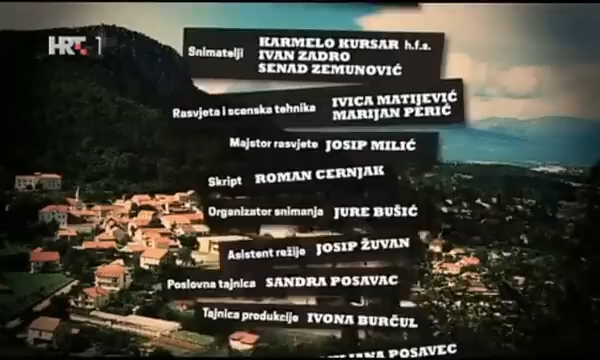 HRT 1
Snimatelji KARMELO KURSAR h.f.s.
IVAN ZADRO
SENAD ZEMUNOVIĆ
Rasvjeta i scenska tehnika IVICA MATIJEVIĆ
MARIJAN PERIĆ
Majstor rasvjete JOSIP MILIĆ
Skript ROMAN CERNJAK
Organizator snimanja JURE BUŠIĆ
Asistent režije JOSIP ŽUVAN
Poslovna tajnica SANDRA POSAVAC
Tajnica produkcije IVONA BURČUL
POSAVEC